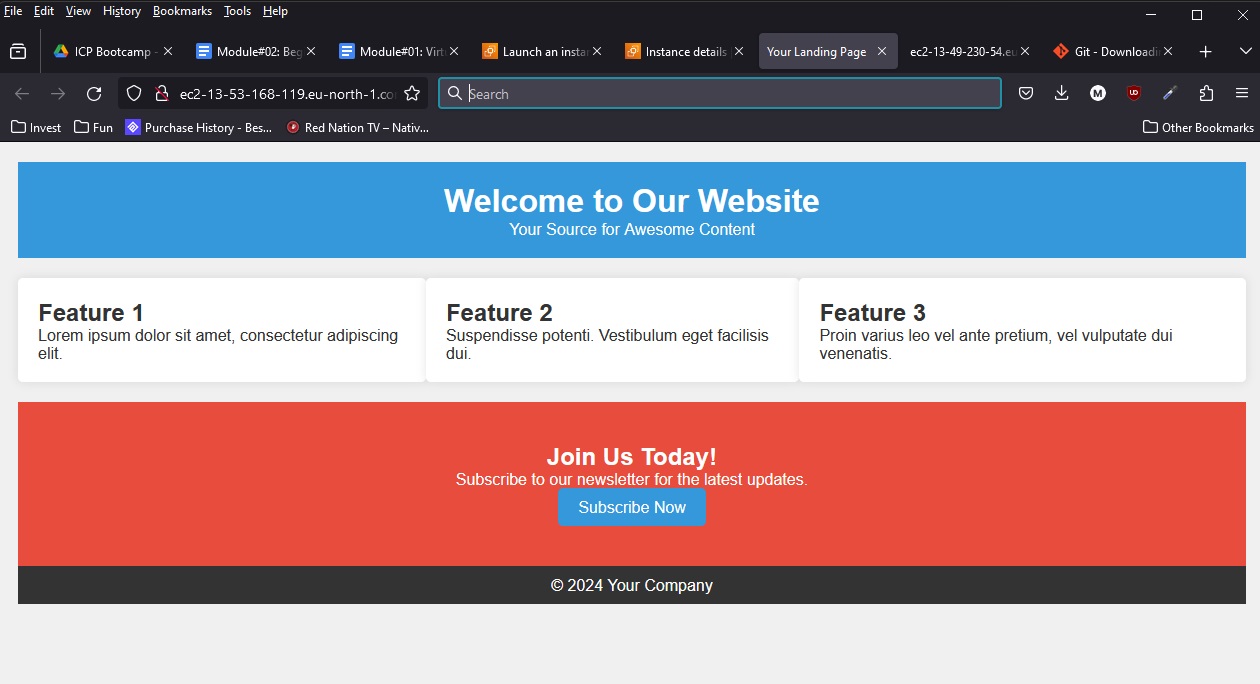 File Edit View History Bookmarks Tools Help
ICP Bootcamp - Module#02: Beg Module#01: Virt Launch an instan Instance details Your Landing Page ec2-13-49-230-54.eu Git - Downloadin
ec2-13-53-168-119.eu-north-1.co Search
Invest Fun Purchase History - Bes... Red Nation TV – Nativ... Other Bookmarks
Welcome to Our Website
Your Source for Awesome Content
Feature 1
Lorem ipsum dolor sit amet, consectetur adipiscing
elit.
Feature 2
Suspendisse potenti. Vestibulum eget facilisis
dui.
Feature 3
Proin varius leo vel ante pretium, vel vulputate dui
venenatis.
Join Us Today!
Subscribe to our newsletter for the latest updates.
Subscribe Now
© 2024 Your Company